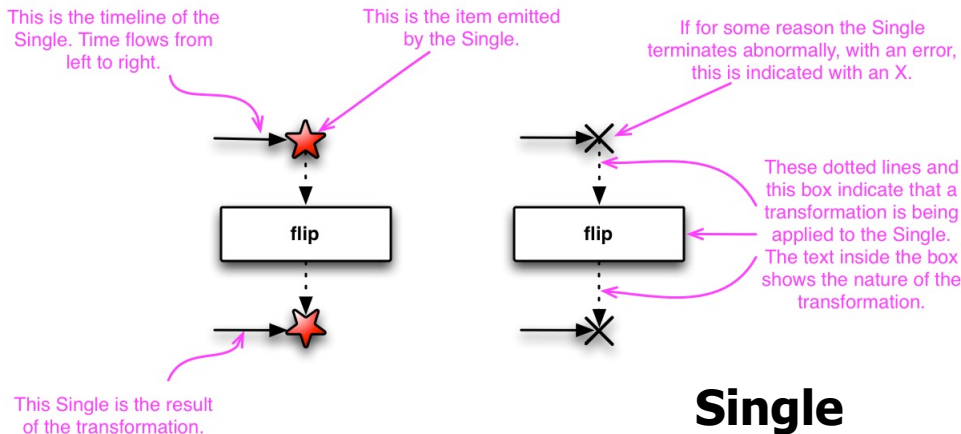 This is the timeline of the
Single. Time flows from
left to right.
This is the item emitted
by the Single.
If for some reason the Single
terminates abnormally, with an error,
this is indicated with an X.
flip
flip
These dotted lines and
this box indicate that a
transformation is being
applied to the Single.
The text inside the box
shows the nature of the
transformation.
This Single is the result
of the transformation.
Single